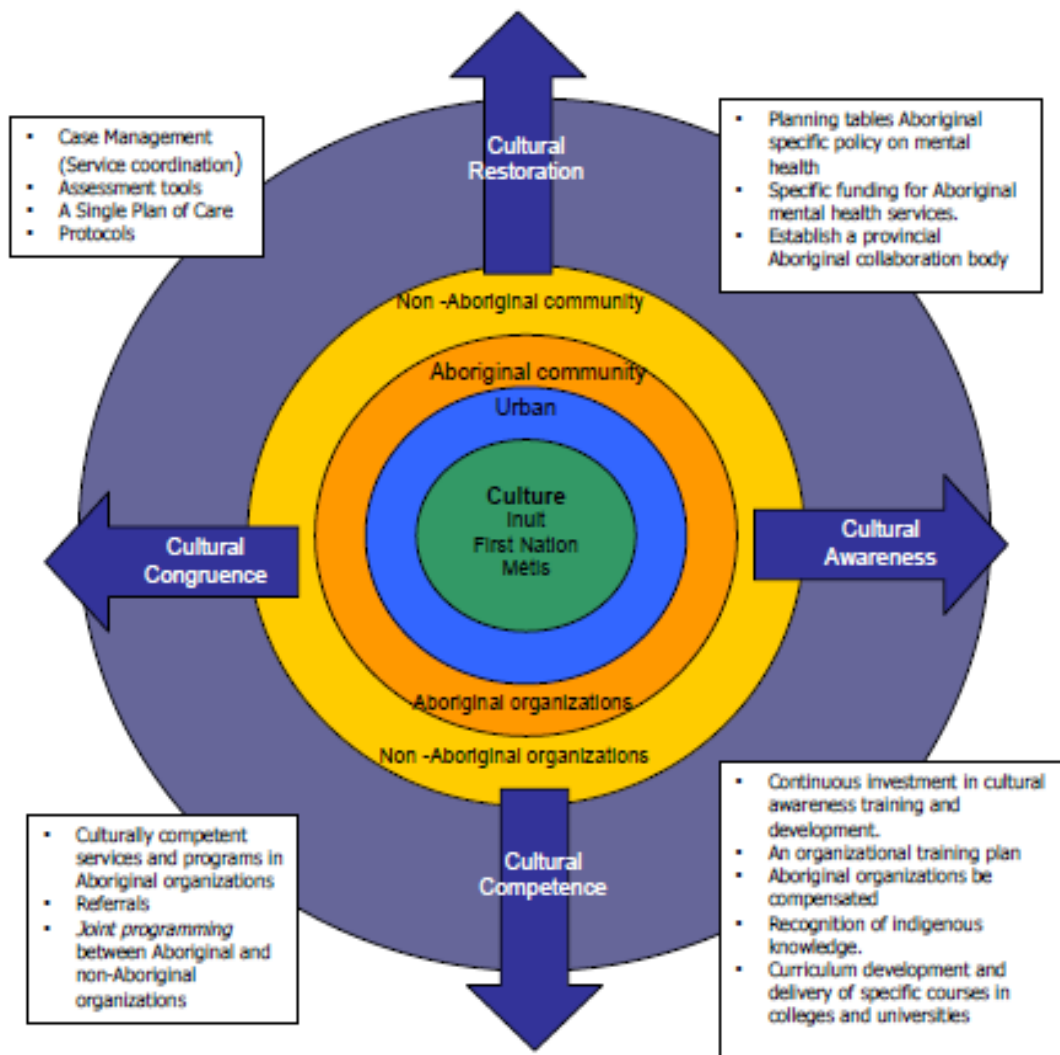 Cultural
Restoration
▪ Case Management
(Service coordination)
▪ Assessment tools
▪ A Single Plan of Care
▪ Protocols
▪ Planning tables Aboriginal
specific policy on mental
health
▪ Specific funding for Aboriginal
mental health services.
▪ Establish a provincial
Aboriginal collaboration body
Non -Aboriginal community
Aboriginal community
Urban
Culture
Inuit
First Nation
Métis
Cultural
Congruence
Cultural
Awareness
Aboriginal organizations
Non -Aboriginal organizations
Cultural
Competence
▪ Culturally competent
services and programs in
Aboriginal organizations
▪ Referrals
▪ Joint programming
between Aboriginal and
non-Aboriginal
organizations
▪ Continuous investment in cultural
awareness training and
development.
▪ An organizational training plan
▪ Aboriginal organizations be
compensated
▪ Recognition of indigenous
knowledge.
▪ Curriculum development and
delivery of specific courses in
colleges and universities